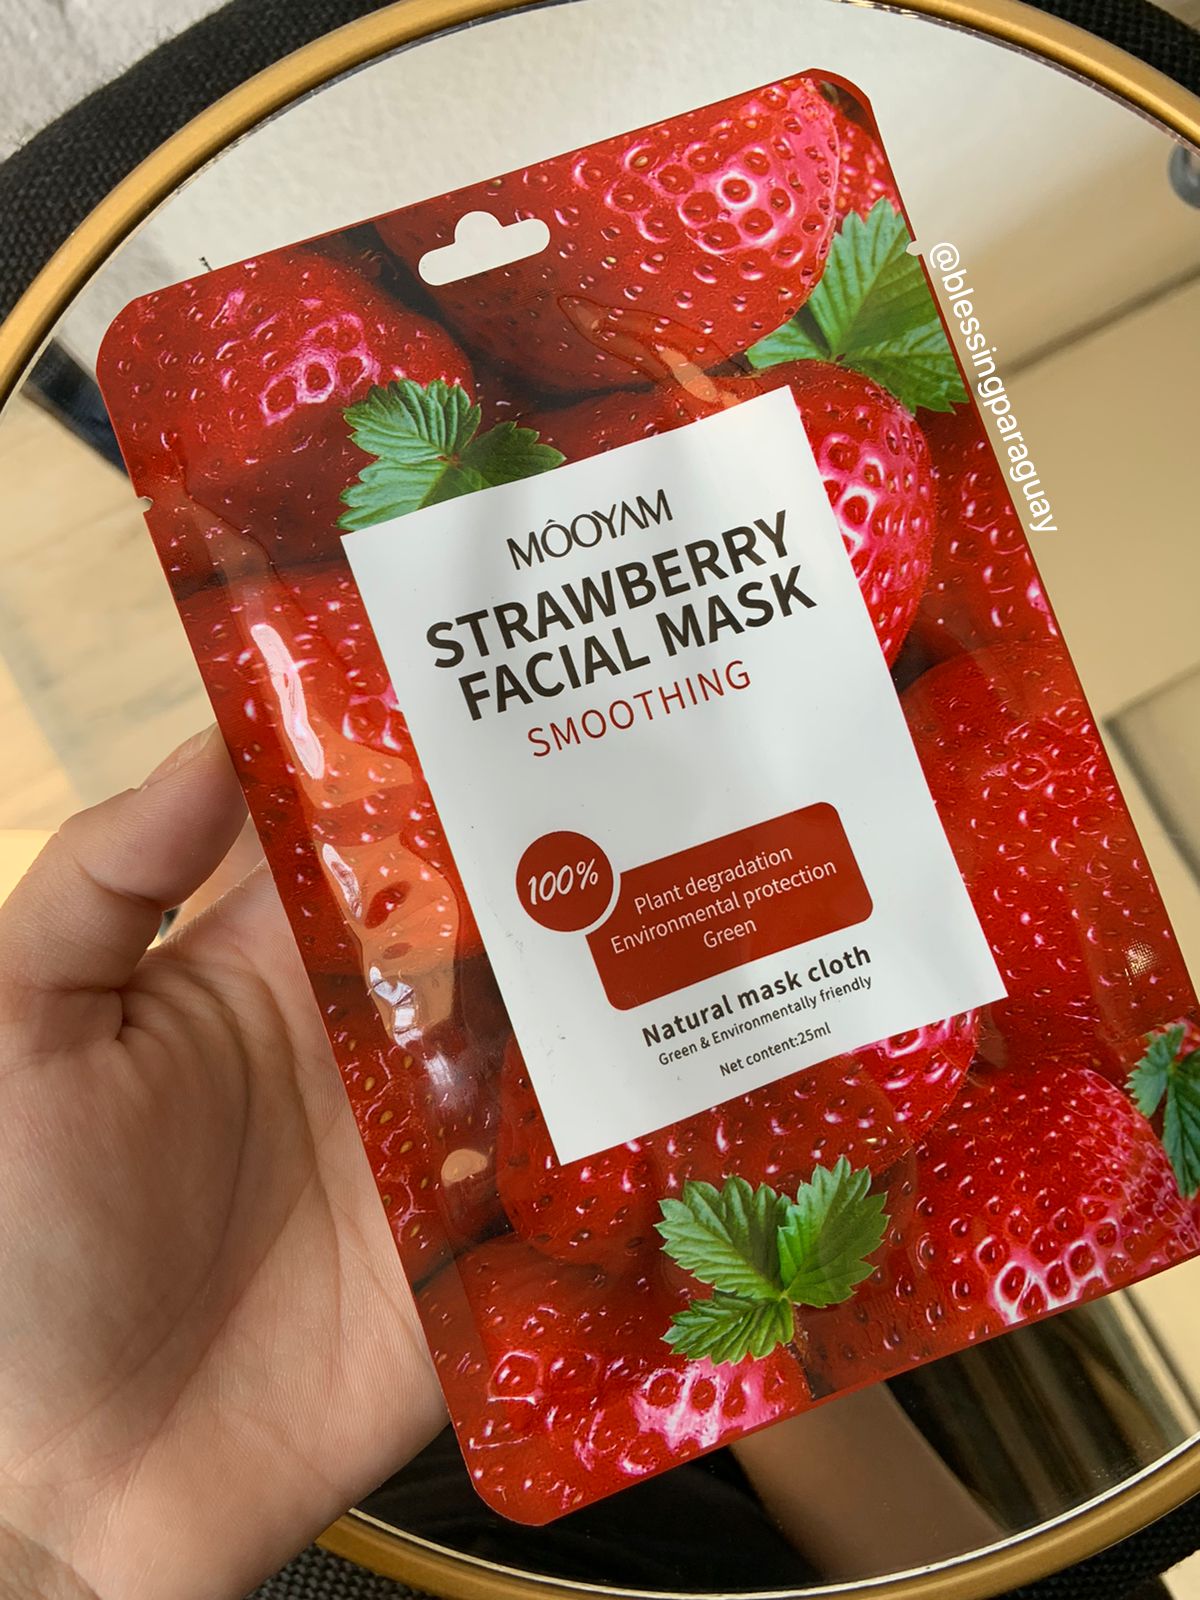 MÔOYAM
STRAWBERRY
FACIAL MASK
SMOOTHING
100%
Plant degradation
Environmental protection
Green
Natural mask cloth
Green & Environmentally friendly
Net content:25ml
@blessingparaguay